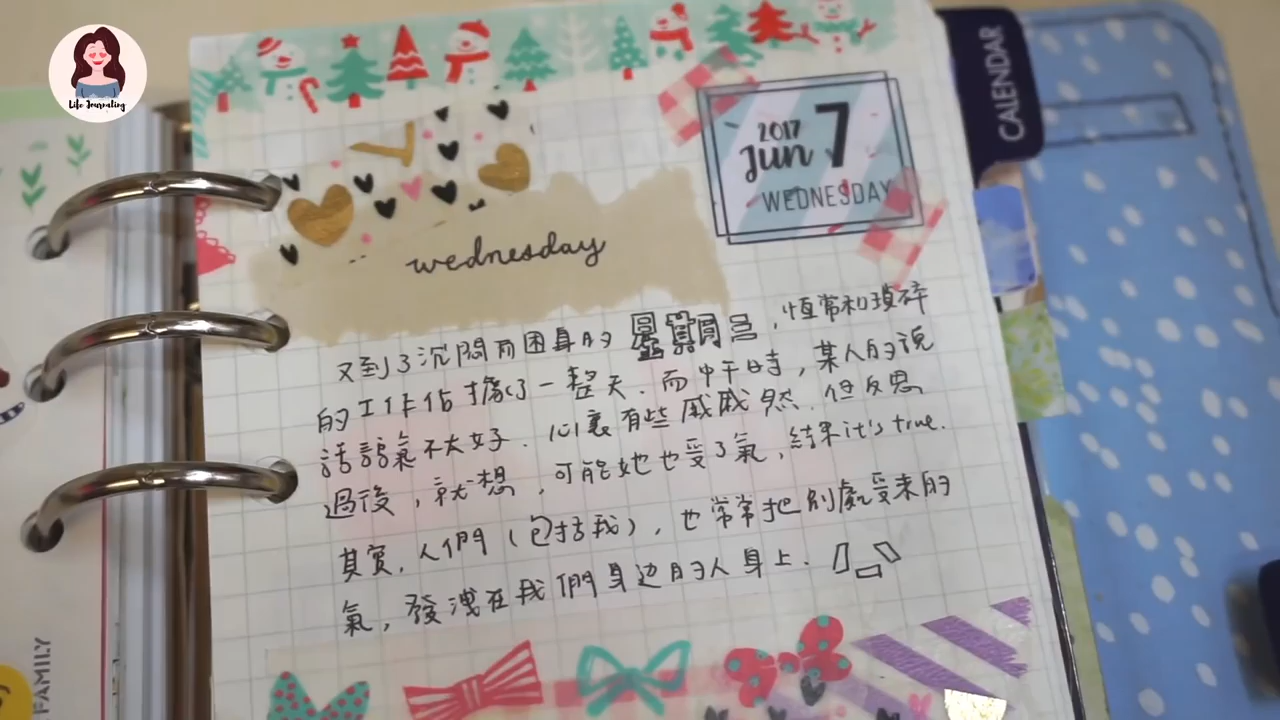 Life Journaling
CALENDAR
2017
Jun 7
WEDNESDAY
wednesday
又到了沉悶而困身的星期三，恒常和瑣碎
的工作佔據了一整天．而中午時，某人的說
話語氣不太好．心裏有些戚戚然．但反思
過後，就想，可能她也受了氣，結果it's true.
其實，人們（包括我），也常常把別處受来的
氣，發洩在我們身边的人身上．
FAMILY